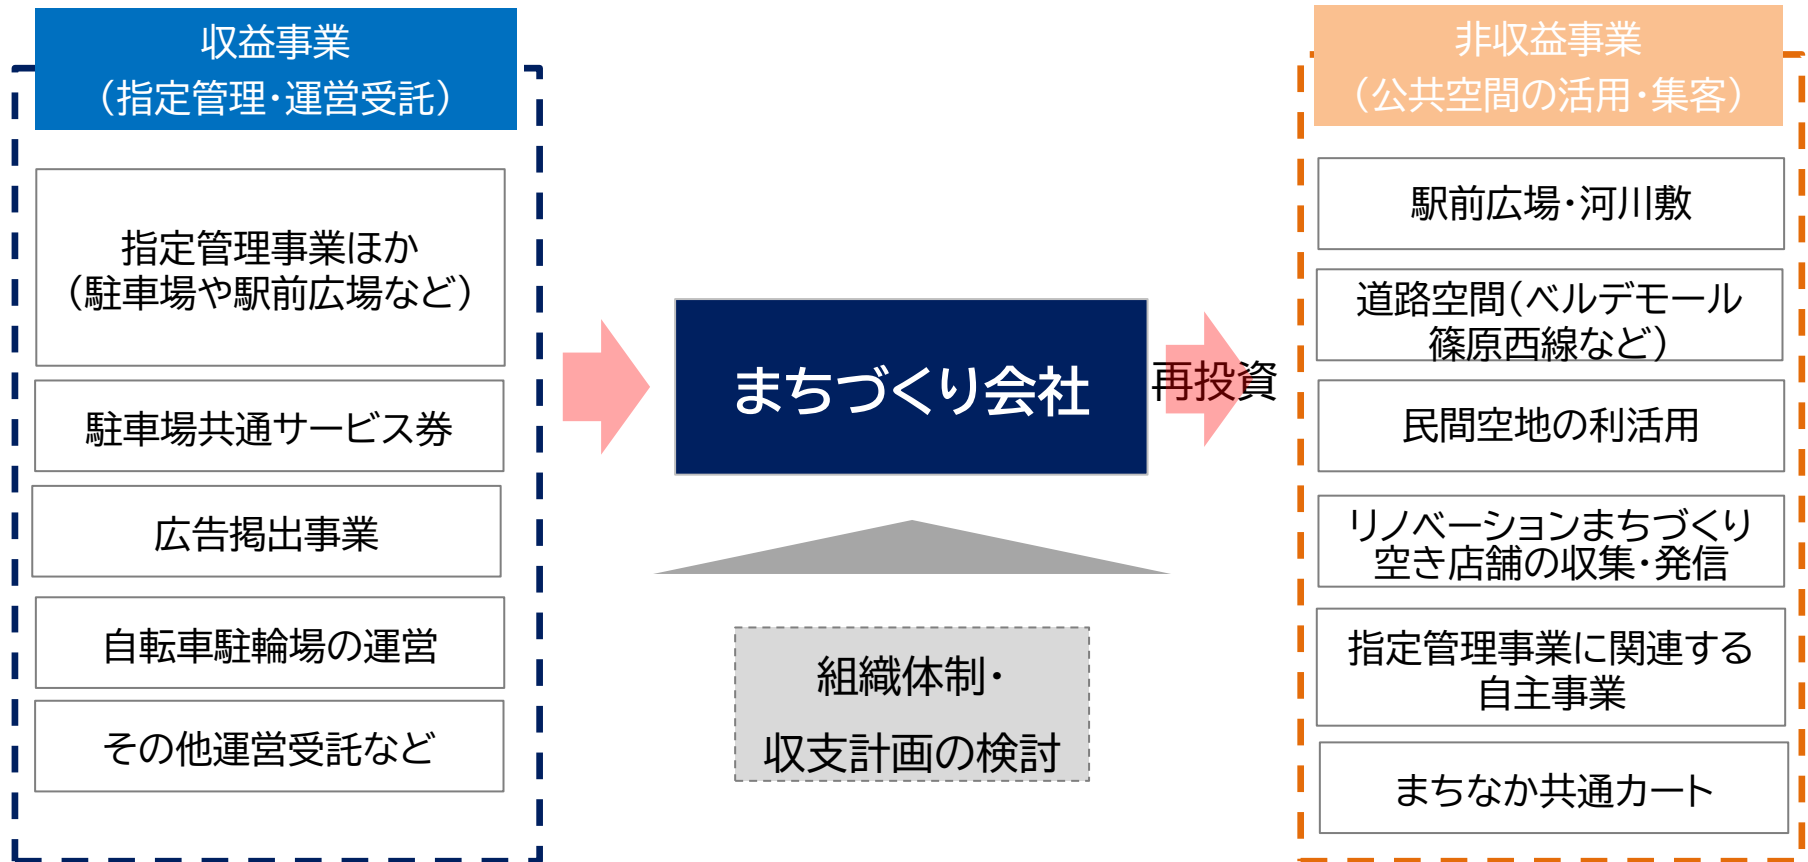 収益事業
（指定管理・運営受託）
指定管理事業ほか
（駐車場や駅前広場など）
駐車場共通サービス券
広告掲出事業
自転車駐輪場の運営
その他運営受託など
まちづくり会社
再投資
組織体制・
収支計画の検討
非収益事業
（公共空間の活用・集客）
駅前広場・河川敷
道路空間（ベルデモール
篠原西線など）
民間空地の利活用
リノベーションまちづくり
空き店舗の収集・発信
指定管理事業に関連する
自主事業
まちなか共通カート